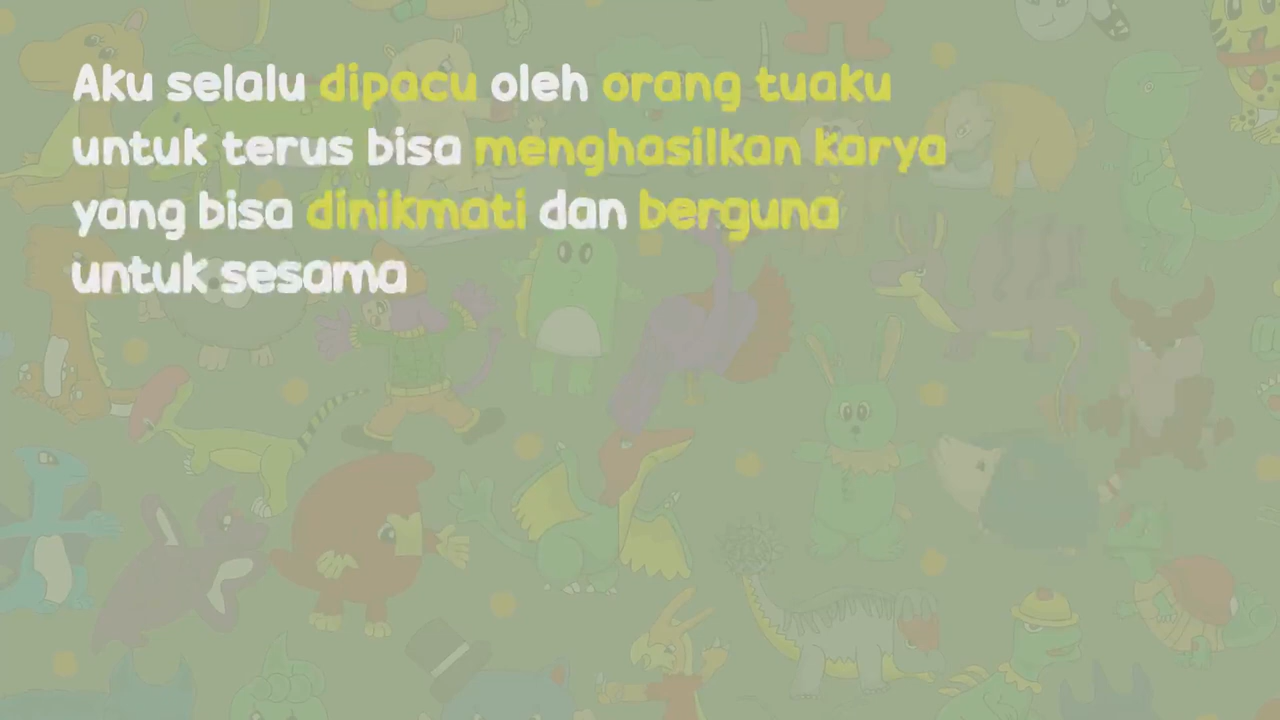 Aku selalu dipacu oleh orang tuaku
untuk terus bisa menghasilkan karya
yang bisa dinikmati dan berguna
untuk sesama